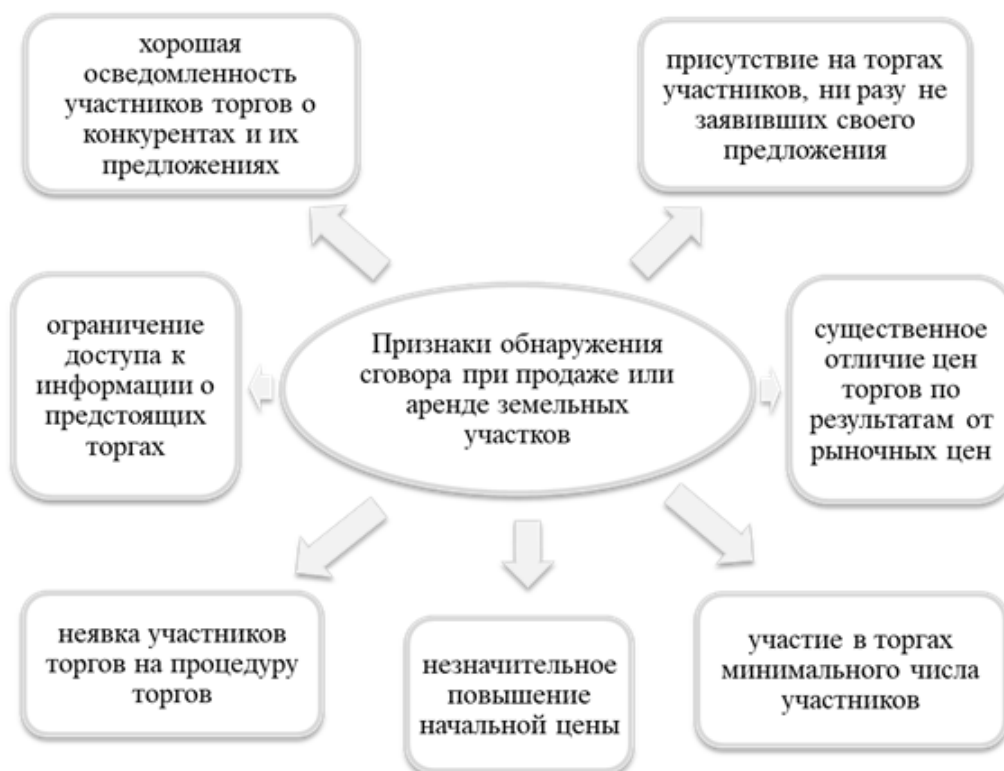 хорошая
осведомленность
участников торгов о
конкурентах и их
предложениях
присутствие на торгах
участников, ни разу не
заявивших своего
предложения
ограничение
доступа к
информации о
предстоящих
торгах
Признаки обнаружения
сговора при продаже или
аренде земельных
участков
существенное
отличие цен
торгов по
результатам от
рыночных цен
неявка участников
торгов на процедуру
торгов
незначительное
повышение
начальной цены
участие в торгах
минимального числа
участников